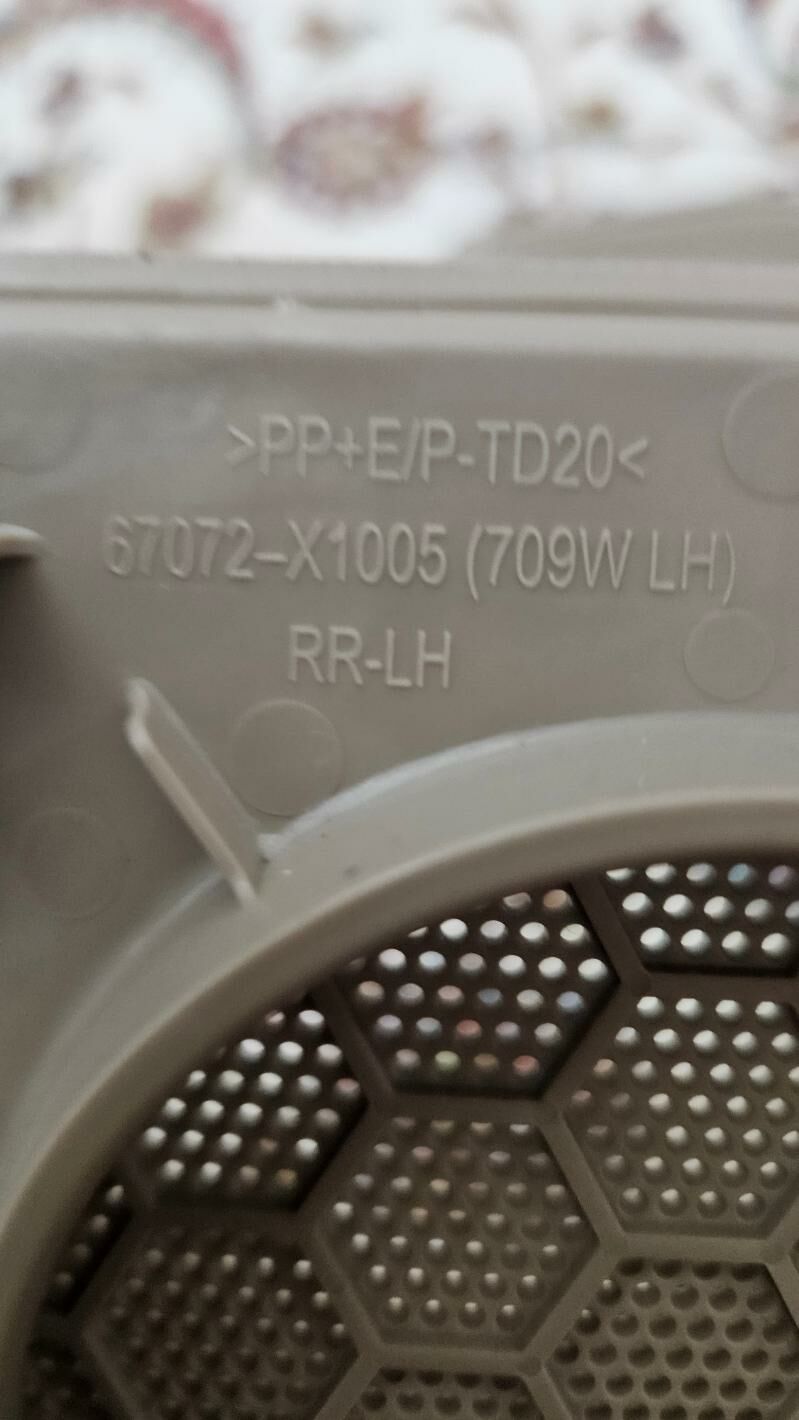 >PP+E/P-TD20<
67072-X1005 (709W LH)
RR-LH